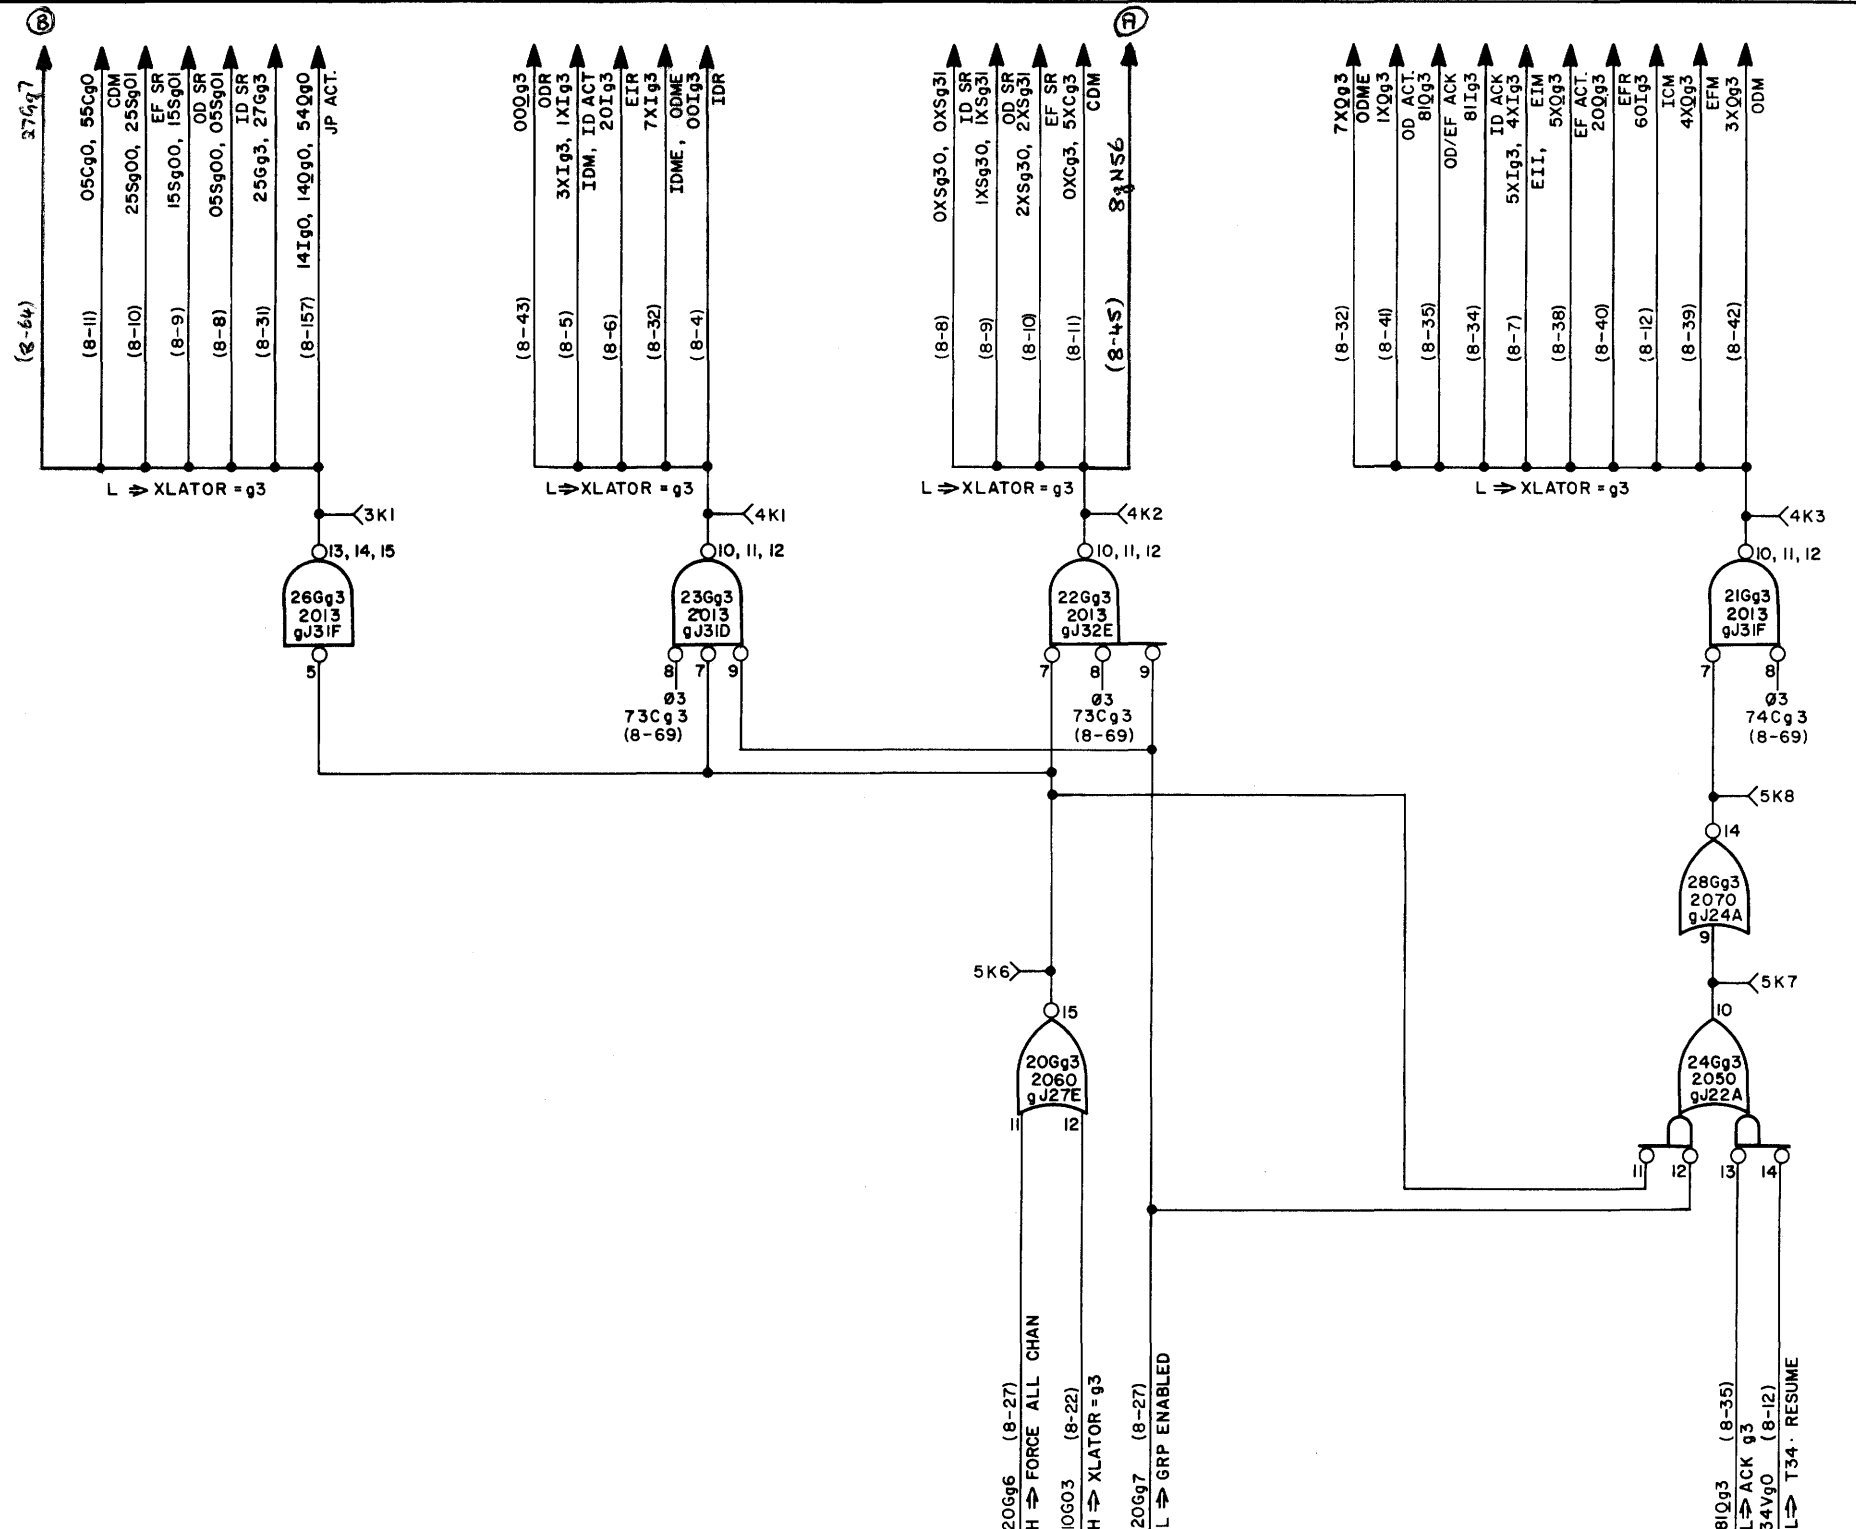 B
A
27Gg7
(8-64)
05Cg0, 55Cg0
CDM
(8-11)
25Sg00, 25Sg01
EF SR
(8-10)
15Sg00, 15Sg01
OD SR
(8-9)
05Sg00, 05Sg01
ID SR
(8-8)
25Gg3, 27Gg3
(8-31)
14Ig0, 14Qg0, 54Qg0
JP ACT.
(8-157)
L ⇒ XLATOR = g3
00Qg3
ODR
(8-43)
3XIg3, 1XIg3
IDM, ID ACT
(8-5)
20Ig3
EIR
(8-6)
7XIg3
IDME, ODME
(8-32)
00Ig3
IDR
(8-4)
L ⇒ XLATOR = g3
0XSg30, 0XSg31
ID SR
(8-8)
1XSg30, 1XSg31
OD SR
(8-9)
2XSg30, 2XSg31
EF SR
(8-10)
0XCg3, 5XCg3
CDM
(8-11)
8gN56
(8-45)
L ⇒ XLATOR = g3
7XQg3
ODME
(8-32)
1XQg3
OD ACT.
(8-41)
81Qg3
OD/EF ACK
(8-35)
81Ig3
ID ACK
(8-34)
5XIg3, 4XIg3
EII, EIM
(8-7)
5XQg3
EF ACT.
(8-38)
20Qg3
EFR
(8-40)
60Ig3
ICM
(8-12)
4XQg3
EFM
(8-39)
3XQg3
ODM
(8-42)
L ⇒ XLATOR = g3
3K1
4K1
4K2
4K3
13, 14, 15
10, 11, 12
10, 11, 12
10, 11, 12
26Gg3
2013
gJ31F
5
23Gg3
2013
gJ31D
8 7 9
Ø3
73Cg3
(8-69)
22Gg3
2013
gJ32E
7 8 9
Ø3
73Cg3
(8-69)
21Gg3
2013
gJ31F
7 8
Ø3
74Cg3
(8-69)
5K8
14
28Gg3
2070
gJ24A
9
5K6
5K7
15
10
20Gg3
2060
gJ27E
11 12
24Gg3
2050
gJ22A
11 12 13 14
20Gg6 (8-27)
H ⇒ FORCE ALL CHAN
10G03 (8-22)
H ⇒ XLATOR = g3
20Gg7 (8-27)
L ⇒ GRP ENABLED
81Qg3 (8-35)
L ⇒ ACK g3
34Vg0 (8-12)
L ⇒ T34 · RESUME